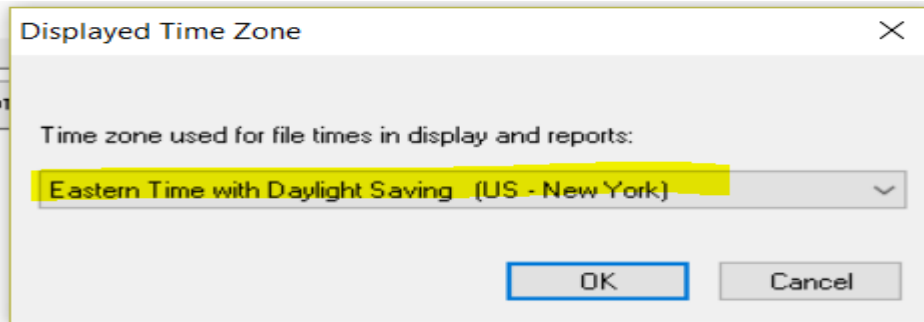 Displayed Time Zone
Time zone used for file times in display and reports:
Eastern Time with Daylight Saving (US - New York)
OK
Cancel